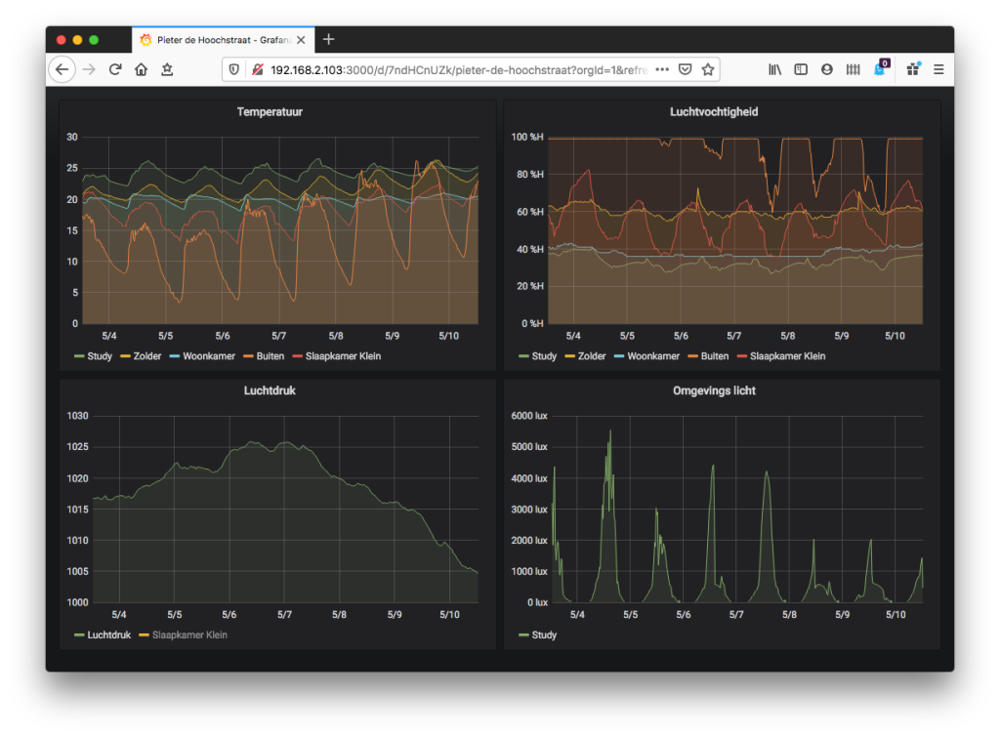 Pieter de Hoochstraat - Grafana
192.168.2.103:3000/d/7ndHCnUZk/pieter-de-hoochstraat?orgId=1&refre
0
Temperatuur
30
25
20
15
10
5
0
5/4 5/5 5/6 5/7 5/8 5/9 5/10
Study Zolder Woonkamer Buiten Slaapkamer Klein
Luchtvochtigheid
100 %H
80 %H
60 %H
40 %H
20 %H
0 %H
5/4 5/5 5/6 5/7 5/8 5/9 5/10
Study Zolder Woonkamer Buiten Slaapkamer Klein
Luchtdruk
1030
1025
1020
1015
1010
1005
1000
5/4 5/5 5/6 5/7 5/8 5/9 5/10
Luchtdruk Slaapkamer Klein
Omgevings licht
6000 lux
5000 lux
4000 lux
3000 lux
2000 lux
1000 lux
0 lux
5/4 5/5 5/6 5/7 5/8 5/9 5/10
Study